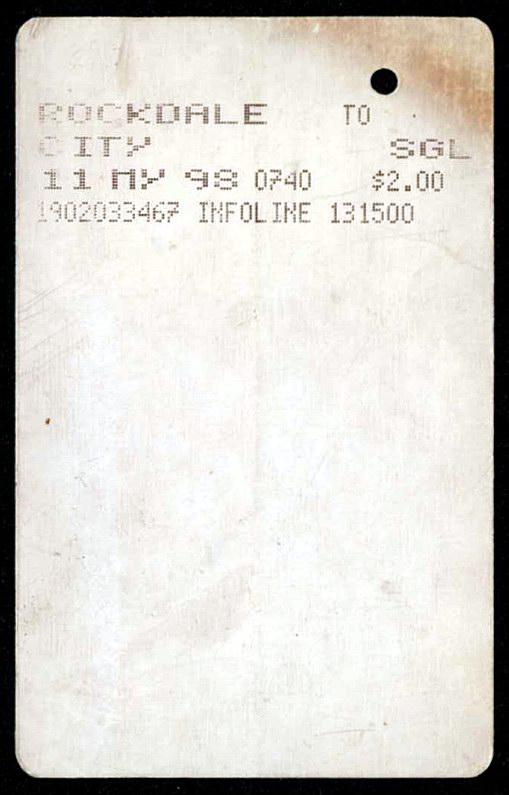 ROCKDALE TO
CITY SGL
11 MY 98 0740 $2.00
1902033467 INFOLINE 131500